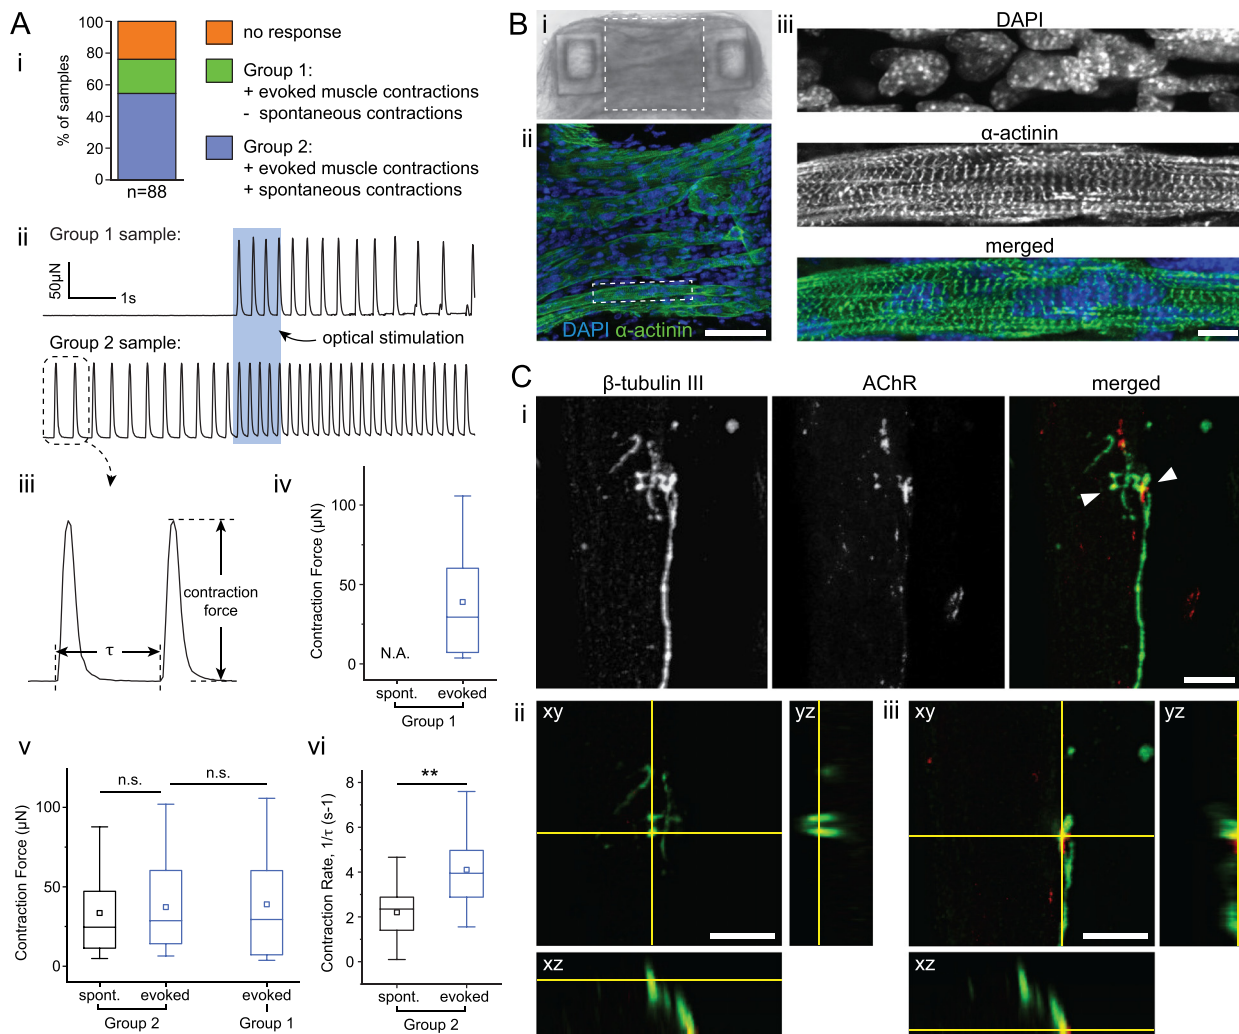 A
i
100
80
60
40
20
0
% of samples
n=88
no response
Group 1:
+ evoked muscle contractions
- spontaneous contractions
Group 2:
+ evoked muscle contractions
+ spontaneous contractions
ii
Group 1 sample:
50µN
1s
optical stimulation
Group 2 sample:
iii
τ
contraction
force
iv
Contraction Force (µN)
100
50
0
N.A.
spont.
evoked
Group 1
v
Contraction Force (µN)
100
50
0
n.s.
n.s.
spont.
evoked
evoked
Group 2
Group 1
vi
Contraction Rate, 1/τ (s-1)
8
6
4
2
0
**
spont.
evoked
Group 2
B
i
ii
DAPI α-actinin
iii
DAPI
α-actinin
merged
C
β-tubulin III
AChR
merged
i
ii
xy
yz
xz
iii
xy
yz
xz